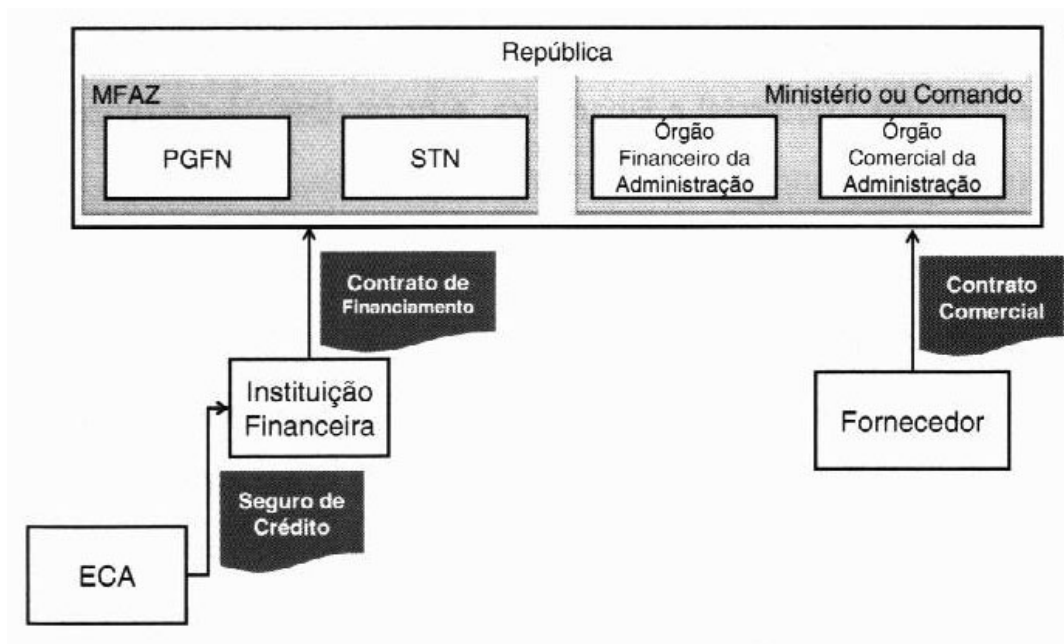 República
MFAZ
PGFN
STN
Ministério ou Comando
Órgão
Financeiro da
Administração
Órgão
Comercial da
Administração
Contrato de
Financiamento
Contrato
Comercial
Instituição
Financeira
Fornecedor
Seguro de
Crédito
ECA